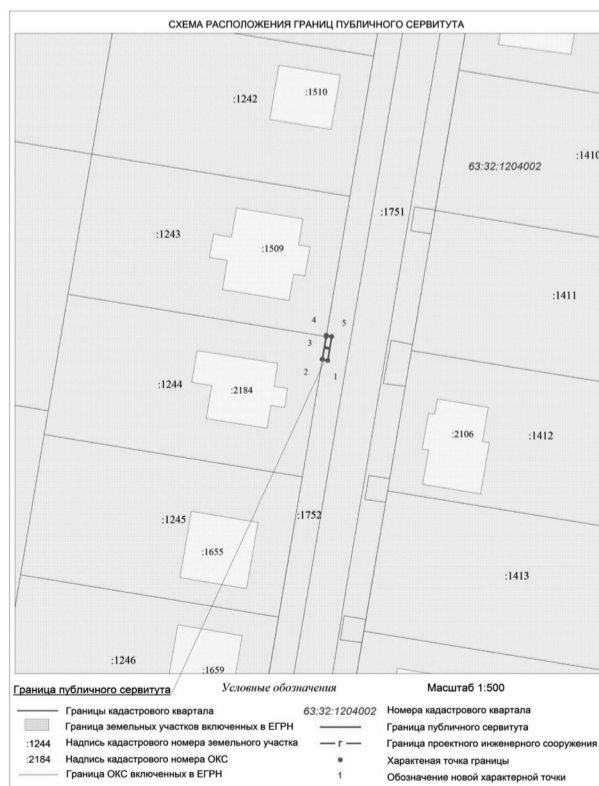 СХЕМА РАСПОЛОЖЕНИЯ ГРАНИЦ ПУБЛИЧНОГО СЕРВИТУТА
:1242
:1510
:1410
63:32:1204002
:1751
:1243
:1509
:1411
4
5
3
2
1
:1244
:2184
:2106
:1412
:1245
:1752
:1655
:1413
:1246
:1659
Граница публичного сервитута
Условные обозначения
Масштаб 1:500
Границы кадастрового квартала
63:32:1204002
Номера кадастрового квартала
Граница земельных участков включенных в ЕГРН
Граница публичного сервитута
:1244
Надпись кадастрового номера земельного участка
г
Граница проектного инженерного сооружения
:2184
Надпись кадастрового номера ОКС
Характеная точка границы
Граница ОКС включенных в ЕГРН
1
Обозначение новой характерной точки